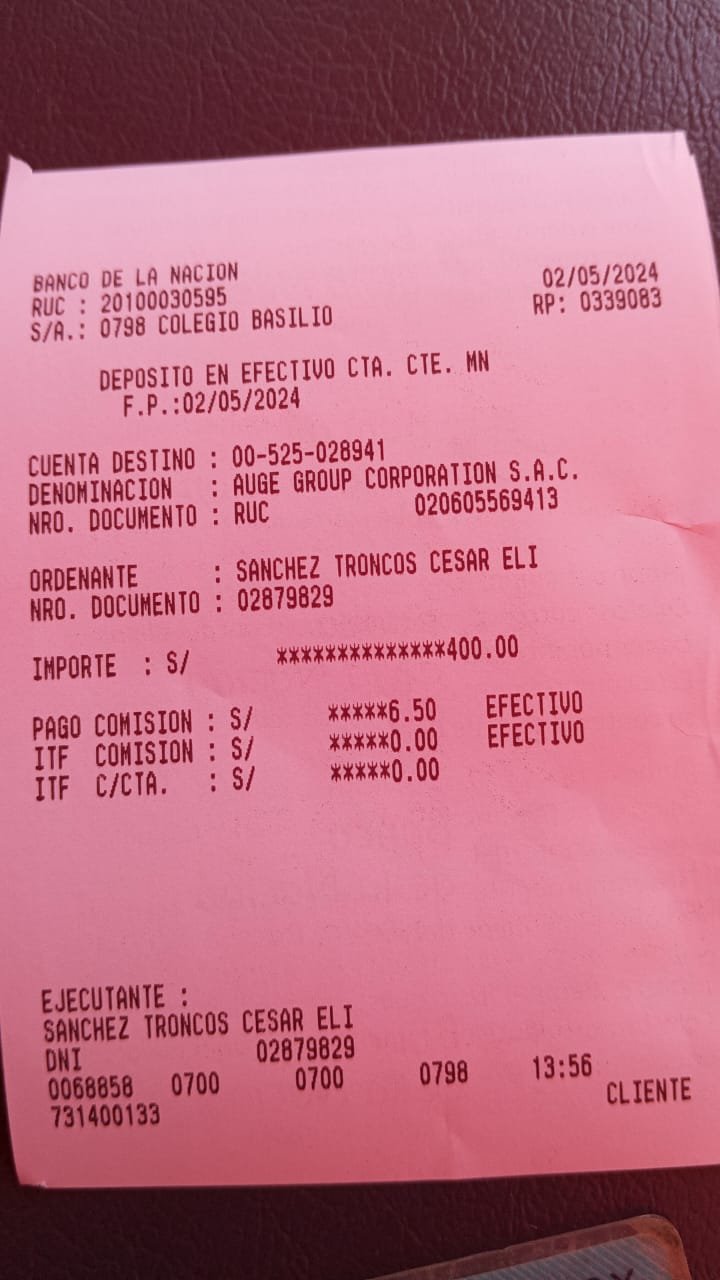 BANCO DE LA NACION 02/05/2024
RUC : 20100030595 RP: 0339083
S/A.: 0798 COLEGIO BASILIO
DEPOSITO EN EFECTIVO CTA. CTE. MN
F.P.:02/05/2024
CUENTA DESTINO : 00-525-028941
DENOMINACION : AUGE GROUP CORPORATION S.A.C.
NRO. DOCUMENTO : RUC 020605569413
ORDENANTE : SANCHEZ TRONCOS CESAR ELI
NRO. DOCUMENTO : 02879829
IMPORTE : S/ **************400.00
PAGO COMISION : S/ *****6.50 EFECTIVO
ITF COMISION : S/ *****0.00 EFECTIVO
ITF C/CTA. : S/ *****0.00
EJECUTANTE :
SANCHEZ TRONCOS CESAR ELI
DNI 02879829
0068858 0700 0700 0798 13:56
731400133 CLIENTE